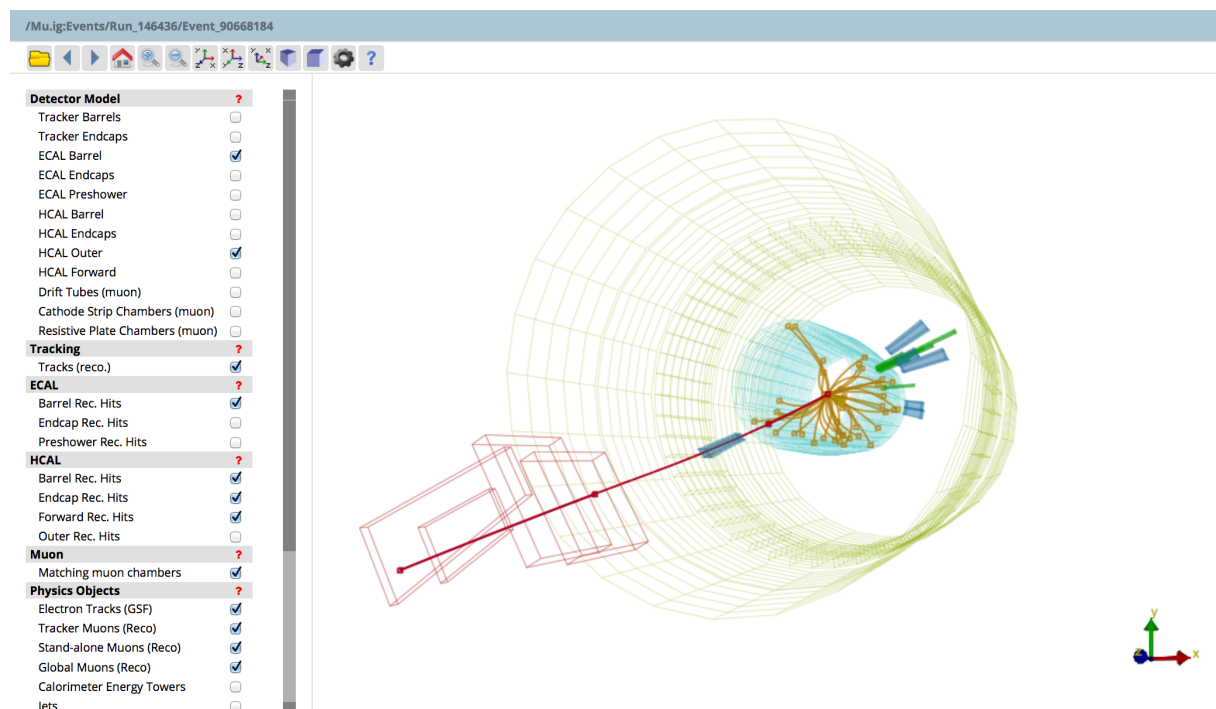 /Mu.ig:Events/Run_146436/Event_90668184
Detector Model ?
Tracker Barrels
Tracker Endcaps
ECAL Barrel
ECAL Endcaps
ECAL Preshower
HCAL Barrel
HCAL Endcaps
HCAL Outer
HCAL Forward
Drift Tubes (muon)
Cathode Strip Chambers (muon)
Resistive Plate Chambers (muon)
Tracking ?
Tracks (reco.)
ECAL ?
Barrel Rec. Hits
Endcap Rec. Hits
Preshower Rec. Hits
HCAL ?
Barrel Rec. Hits
Endcap Rec. Hits
Forward Rec. Hits
Outer Rec. Hits
Muon ?
Matching muon chambers
Physics Objects ?
Electron Tracks (GSF)
Tracker Muons (Reco)
Stand-alone Muons (Reco)
Global Muons (Reco)
Calorimeter Energy Towers
Jets
y
z
x